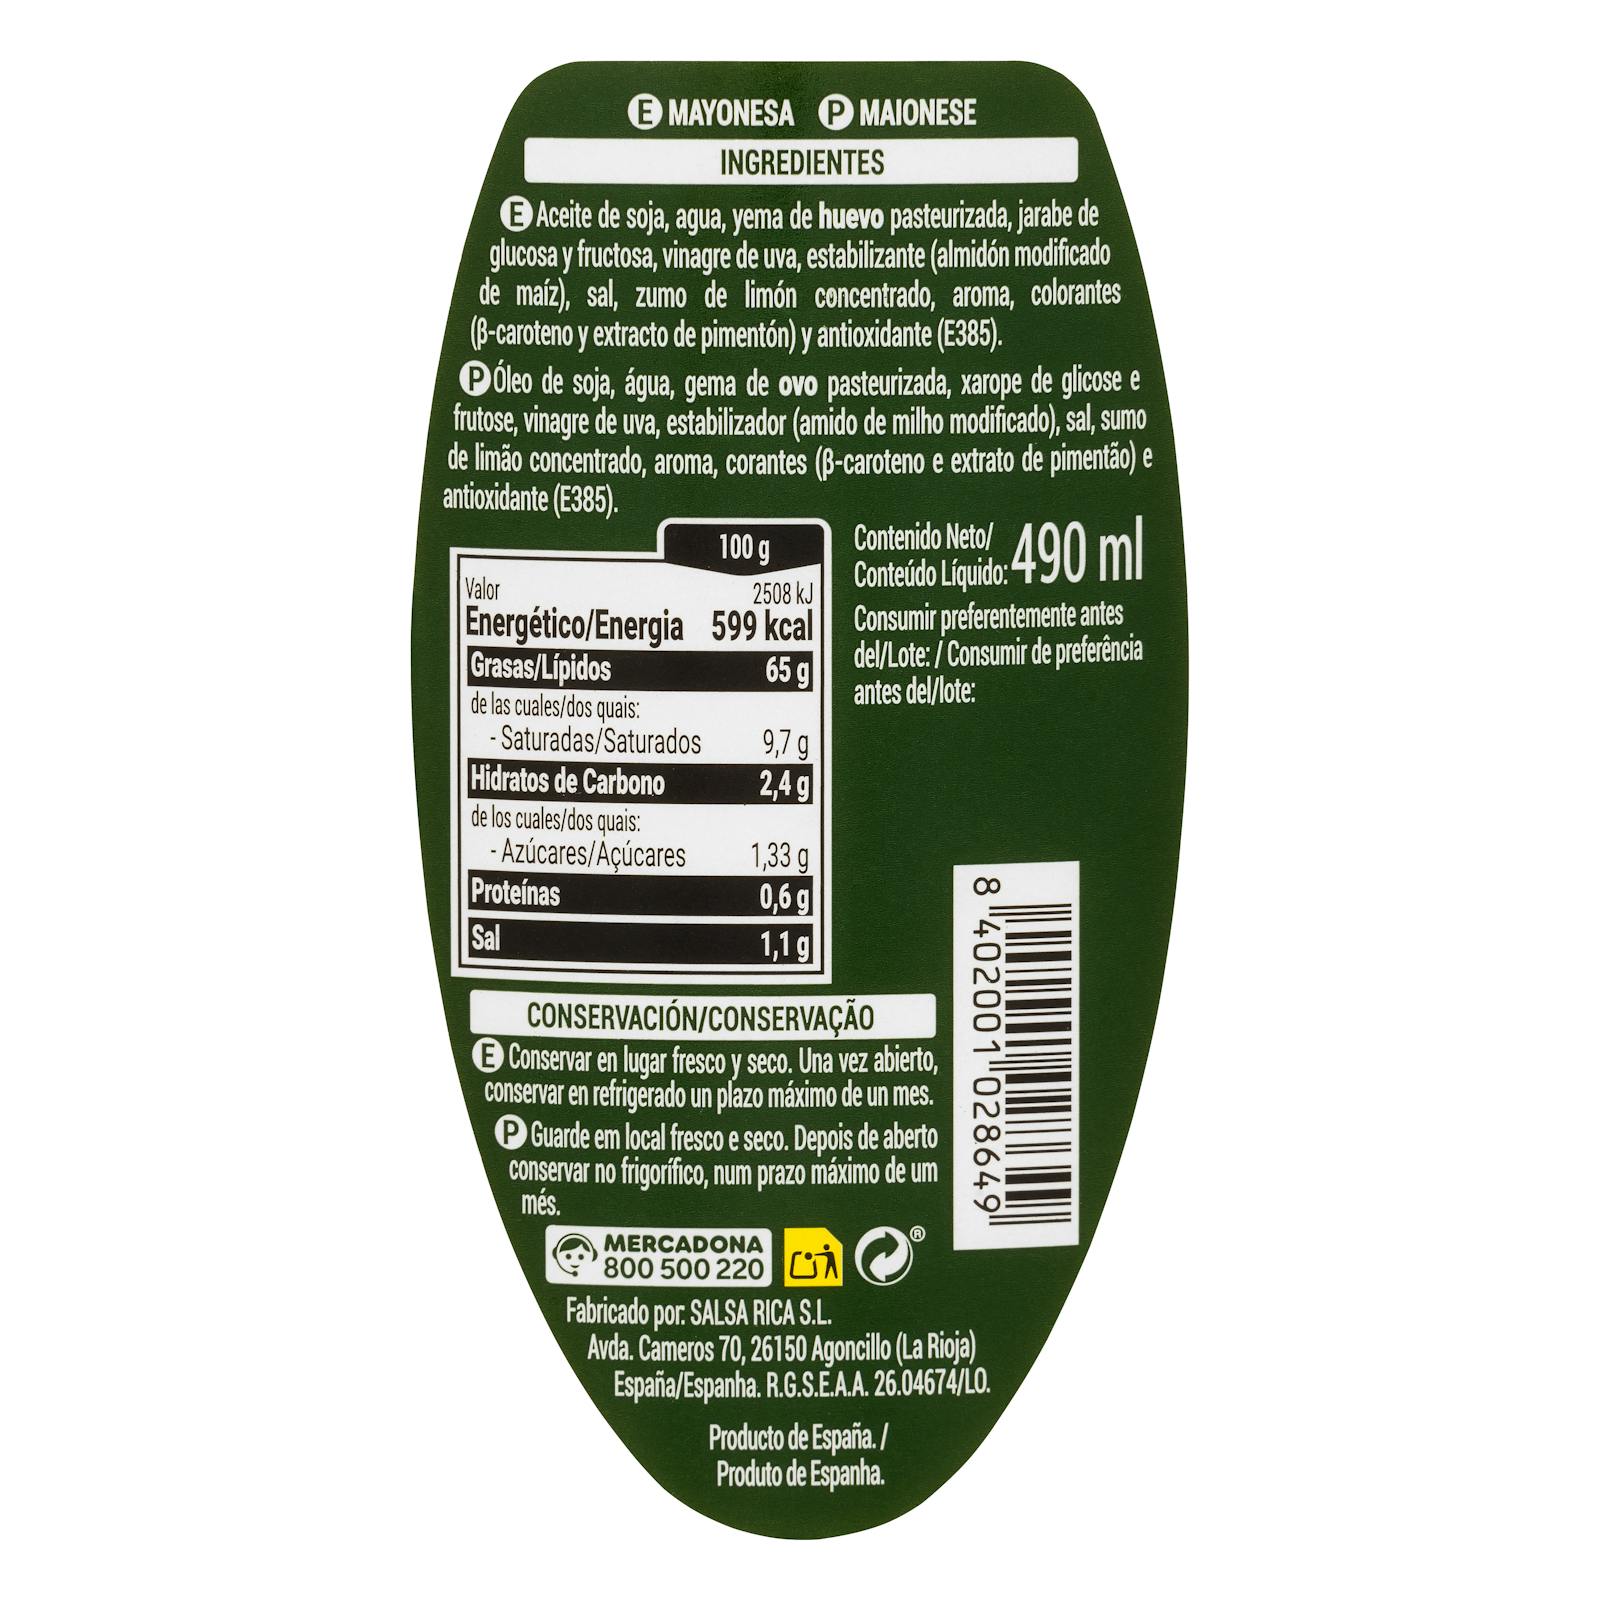 E MAYONESA P MAIONESE
INGREDIENTES
E Aceite de soja, agua, yema de huevo pasteurizada, jarabe de
glucosa y fructosa, vinagre de uva, estabilizante (almidón modificado
de maíz), sal, zumo de limón concentrado, aroma, colorantes
(β-caroteno y extracto de pimentón) y antioxidante (E385).
P Óleo de soja, água, gema de ovo pasteurizada, xarope de glicose e
frutose, vinagre de uva, estabilizador (amido de milho modificado), sal, sumo
de limão concentrado, aroma, corantes (β-caroteno e extrato de pimentão) e
antioxidante (E385).
100 g
Valor 2508 kJ
Energético/Energia 599 kcal
Grasas/Lípidos 65 g
de las cuales/dos quais:
- Saturadas/Saturados 9,7 g
Hidratos de Carbono 2,4 g
de los cuales/dos quais:
- Azúcares/Açúcares 1,33 g
Proteínas 0,6 g
Sal 1,1 g
Contenido Neto/
Conteúdo Líquido: 490 ml
Consumir preferentemente antes
del/Lote: / Consumir de preferência
antes del/lote:
8 402001 028649
CONSERVACIÓN/CONSERVAÇÃO
E Conservar en lugar fresco y seco. Una vez abierto,
conservar en refrigerado un plazo máximo de un mes.
P Guarde em local fresco e seco. Depois de aberto
conservar no frigorífico, num prazo máximo de um
més.
MERCADONA
800 500 220
®
Fabricado por: SALSA RICA S.L.
Avda. Cameros 70, 26150 Agoncillo (La Rioja)
España/Espanha. R.G.S.E.A.A. 26.04674/LO.
Producto de España. /
Produto de Espanha.